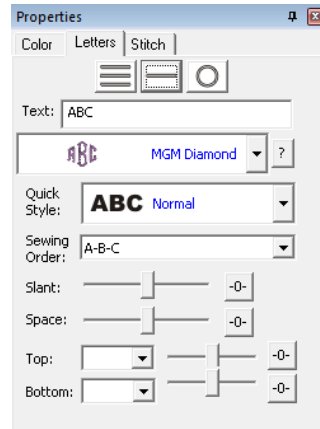 Properties
Color Letters Stitch
Text: ABC
ABC MGM Diamond ?
Quick Style: ABC Normal
Sewing Order: A-B-C
Slant: -0-
Space: -0-
Top: -0-
Bottom: -0-